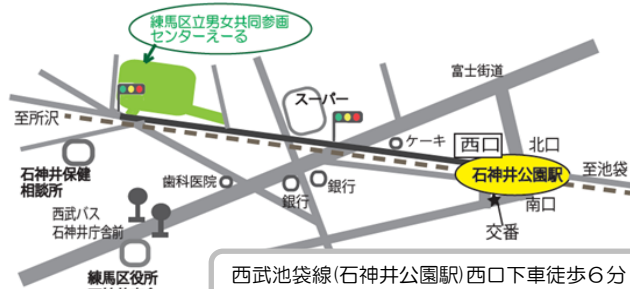 練馬区立男女共同参画
センターえーる
富士街道
スーパー
至所沢
ケーキ
西口
北口
石神井公園駅
至池袋
石神井保健
相談所
歯科医院
銀行
銀行
南口
交番
西武バス
石神井庁舎前
練馬区役所
西武池袋線(石神井公園駅)西口下車徒歩6分